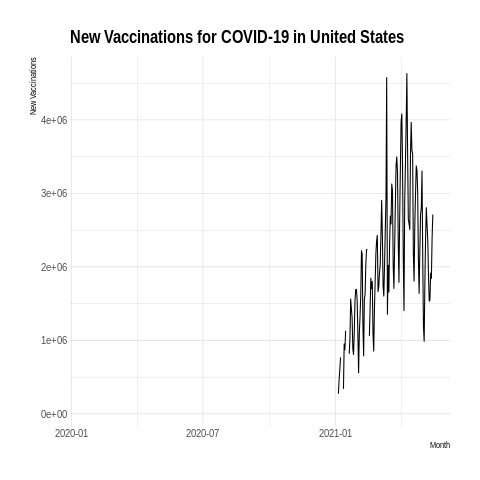 New Vaccinations for COVID-19 in United States
New Vaccinations
4e+06
3e+06
2e+06
1e+06
0e+00
2020-01
2020-07
2021-01
Month